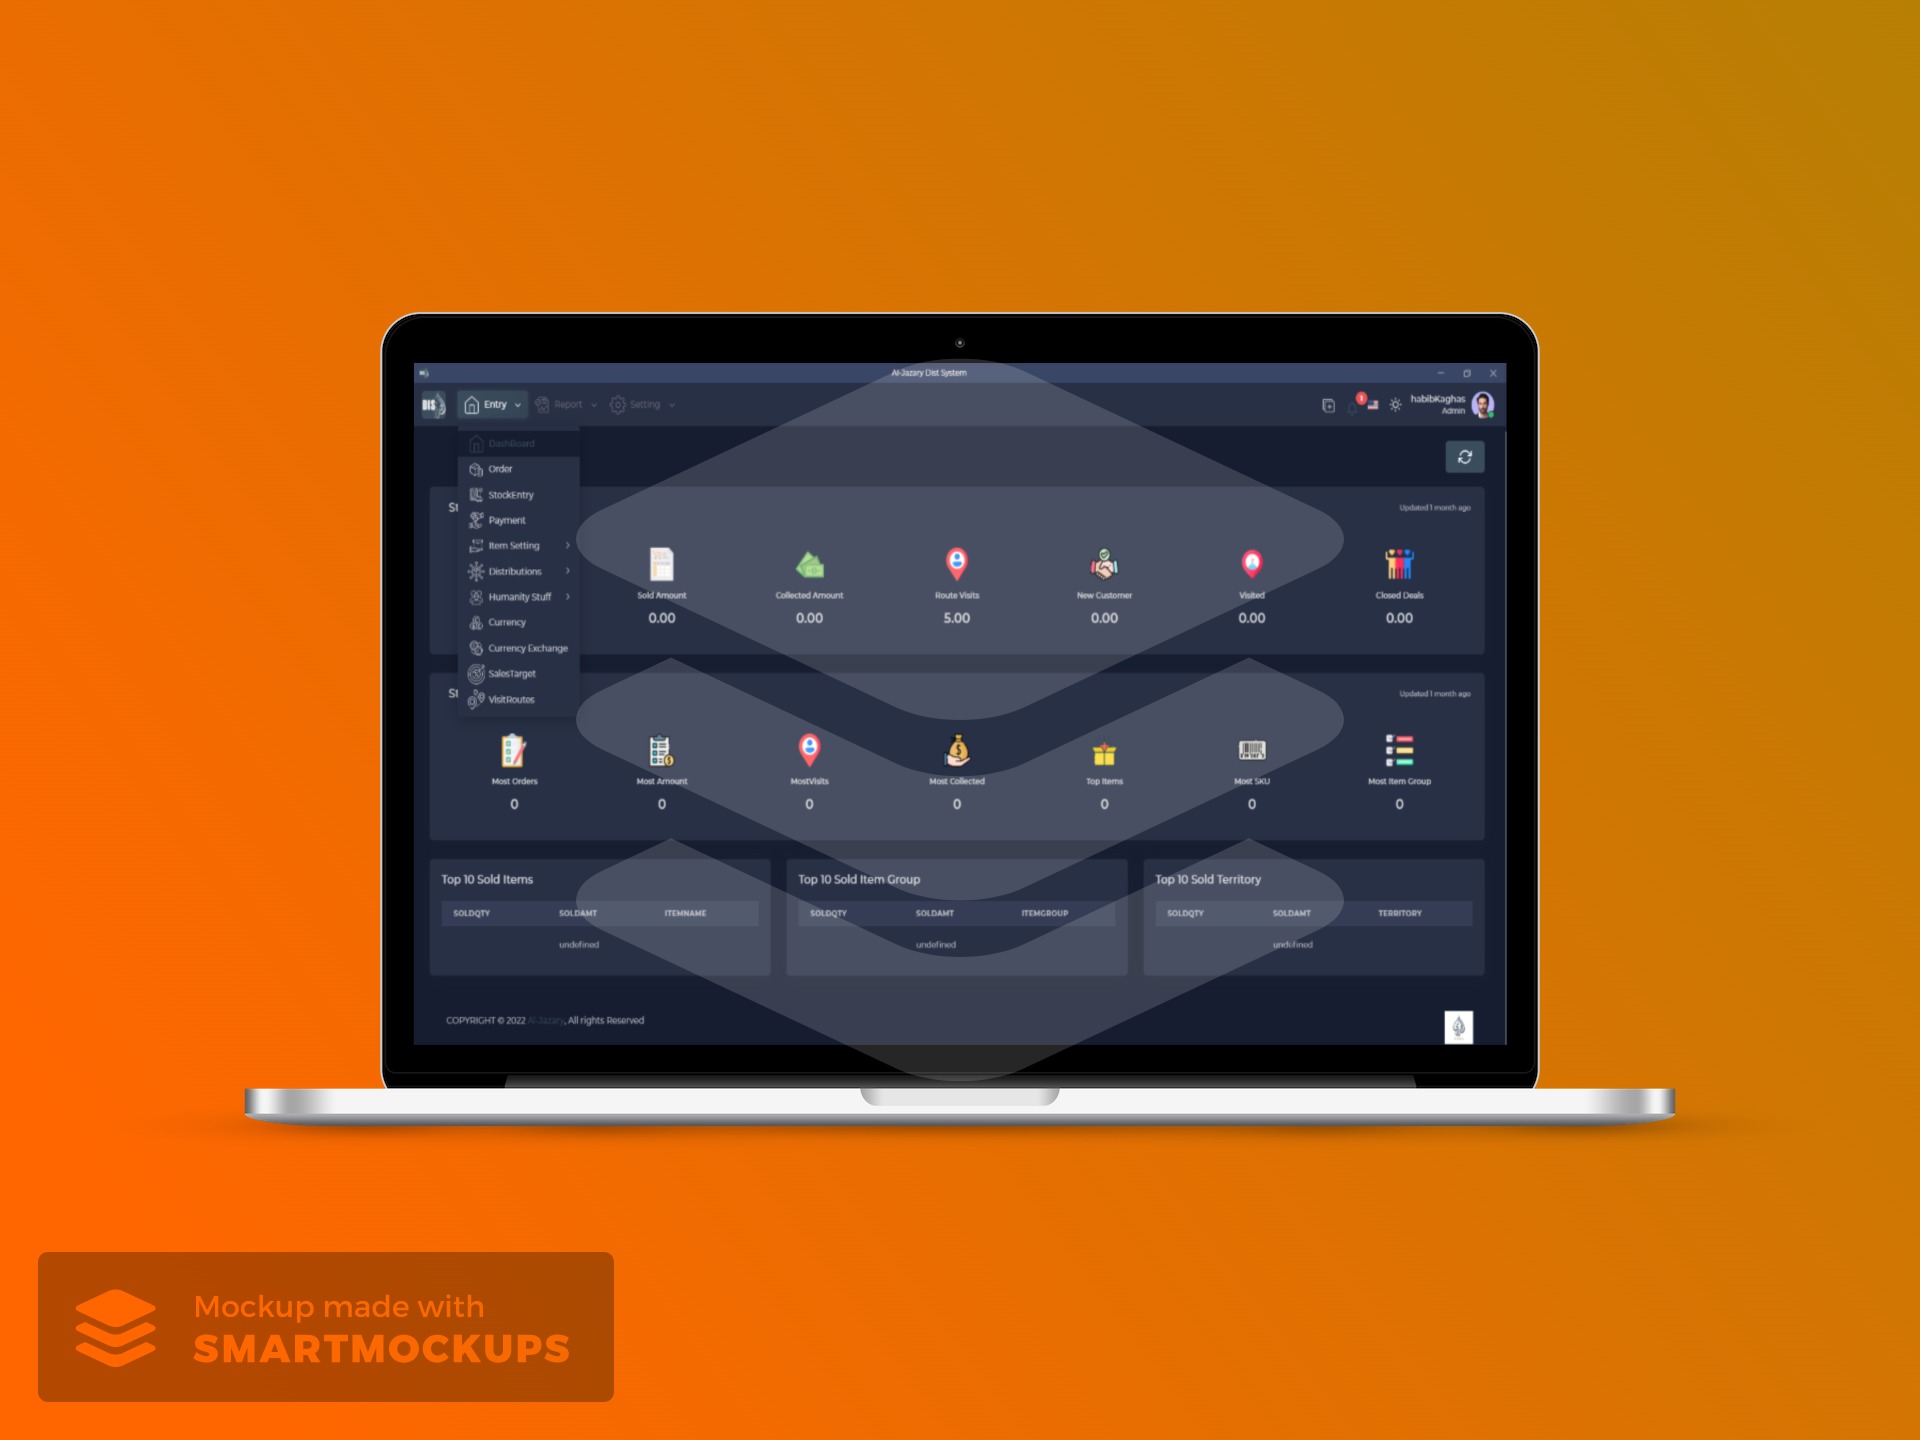 Al-Jazary Dist System
DIS
Entry
Report
Setting
1
habibKaghas
Admin
DashBoard
Order
StockEntry
Payment
Item Setting
Distributions
Humanity Stuff
Currency
Currency Exchange
SalesTarget
VisitRoutes
St
Updated 1 month ago
Sold Amount
Collected Amount
Route Visits
New Customer
Visited
Closed Deals
0.00
0.00
5.00
0.00
0.00
0.00
St
Updated 1 month ago
Most Orders
Most Amount
MostVisits
Most Collected
Top Items
Most SKU
Most Item Group
0
0
0
0
0
0
0
Top 10 Sold Items
SOLDQTY SOLDAMT ITEMNAME
undefined
Top 10 Sold Item Group
SOLDQTY SOLDAMT ITEMGROUP
undefined
Top 10 Sold Territory
SOLDQTY SOLDAMT TERRITORY
undefined
COPYRIGHT © 2022 Al-Jazary, All rights Reserved
Mockup made with
SMARTMOCKUPS